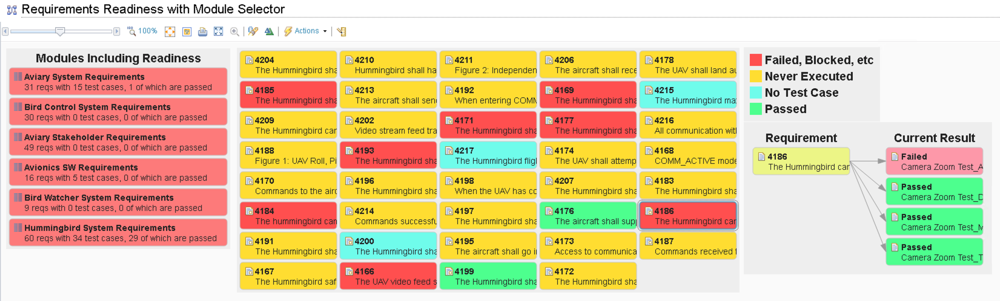 Requirements Readiness with Module Selector
100 100% Actions
Modules Including Readiness
Aviary System Requirements
31 reqs with 15 test cases, 1 of which are passed
Bird Control System Requirements
30 reqs with 0 test cases, 0 of which are passed
Aviary Stakeholder Requirements
49 reqs with 0 test cases, 0 of which are passed
Avionics SW Requirements
16 reqs with 5 test cases, 0 of which are passed
Bird Watcher System Requirements
9 reqs with 0 test cases, 0 of which are passed
Hummingbird System Requirements
60 reqs with 34 test cases, 29 of which are passed
4204
The Hummingbird sha
4210
Hummingbird shall ha
4211
Figure 2: Independen
4206
The aircraft shall rece
4178
The UAV shall land au
4185
The Hummingbird sha
4213
The aircraft shall sen
4192
When entering COMM
4169
The Hummingbird sha
4215
The Hummingbird ma
4209
The Hummingbird car
4202
Video stream feed tra
4171
The Hummingbird sha
4177
The Hummingbird sha
4216
All communication wit
4188
Figure 1: UAV Roll, Pi
4193
The Hummingbird sha
4217
The Hummingbird flig
4174
The UAV shall attemp
4168
COMM_ACTIVE mode
4170
Commands to the airc
4196
The Hummingbird sha
4198
When the UAV has co
4207
The Hummingbird sha
4183
The Hummingbird sha
4184
The hummingbird cam
4214
Commands successfu
4197
The Hummingbird sha
4176
The aircraft shall sup
4186
The Hummingbird car
4191
The Hummingbird sha
4200
The Hummingbird sha
4195
The aircraft shall go i
4173
Access to communica
4187
Commands received f
4167
The Hummingbird saf
4166
The UAV video feed s
4199
The Hummingbird sha
4172
The Hummingbird sha
Failed, Blocked, etc
Never Executed
No Test Case
Passed
Requirement
4186
The Hummingbird car
Current Result
Failed
Camera Zoom Test_A
Passed
Camera Zoom Test_D
Passed
Camera Zoom Test_M
Passed
Camera Zoom Test_T